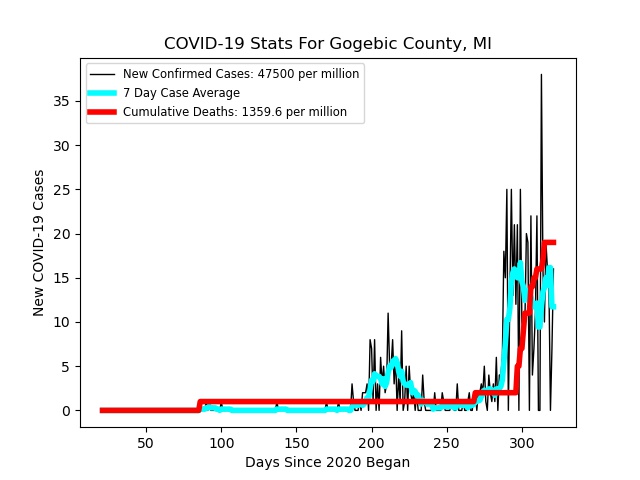 COVID-19 Stats For Gogebic County, MI
New Confirmed Cases: 47500 per million
7 Day Case Average
Cumulative Deaths: 1359.6 per million
New COVID-19 Cases
35
30
25
20
15
10
5
0
50
100
150
200
250
300
Days Since 2020 Began